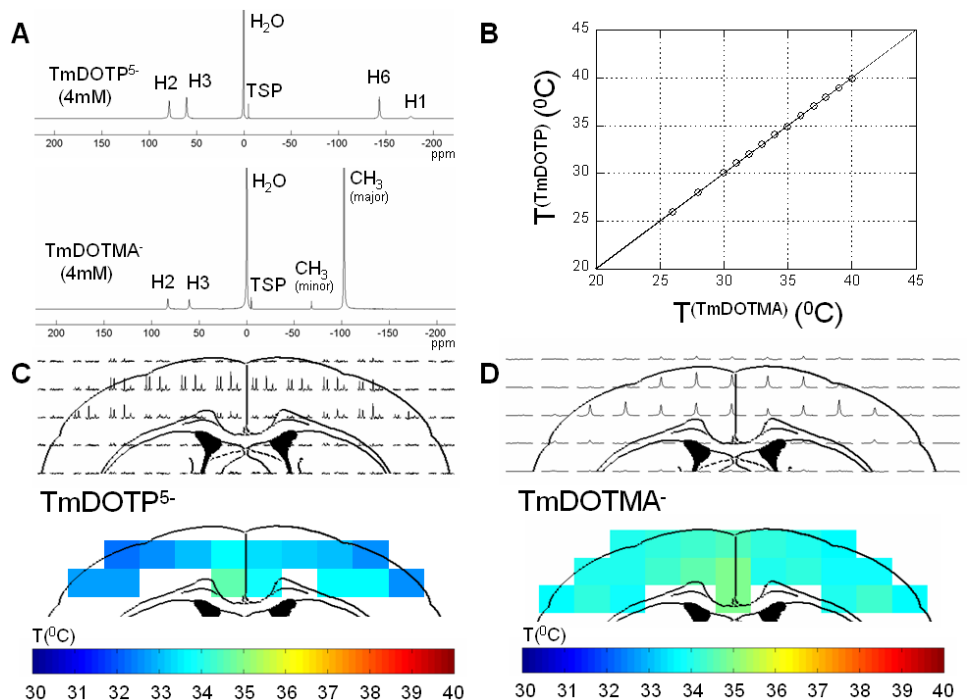 A
H2O
TmDOTP5-
(4mM)
H2
H3
TSP
H6
H1
200 150 100 50 0 -50 -100 -150 -200
ppm
H2O
CH3
(major)
TmDOTMA-
(4mM)
H2
H3
TSP
CH3
(minor)
200 150 100 50 0 -50 -100 -150 -200
ppm
B
T(TmDOTP) (0C)
40
35
30
25
20
20 25 30 35 40 45
T(TmDOTMA) (0C)
C
TmDOTP5-
T(0C)
30 31 32 33 34 35 36 37 38 39 40
D
TmDOTMA-
T(0C)
30 31 32 33 34 35 36 37 38 39 40